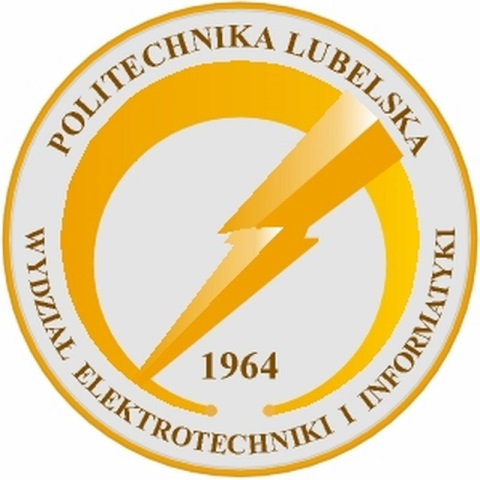 POLITECHNIKA LUBELSKA
1964
WYDZIAŁ ELEKTROTECHNIKI I INFORMATYKI